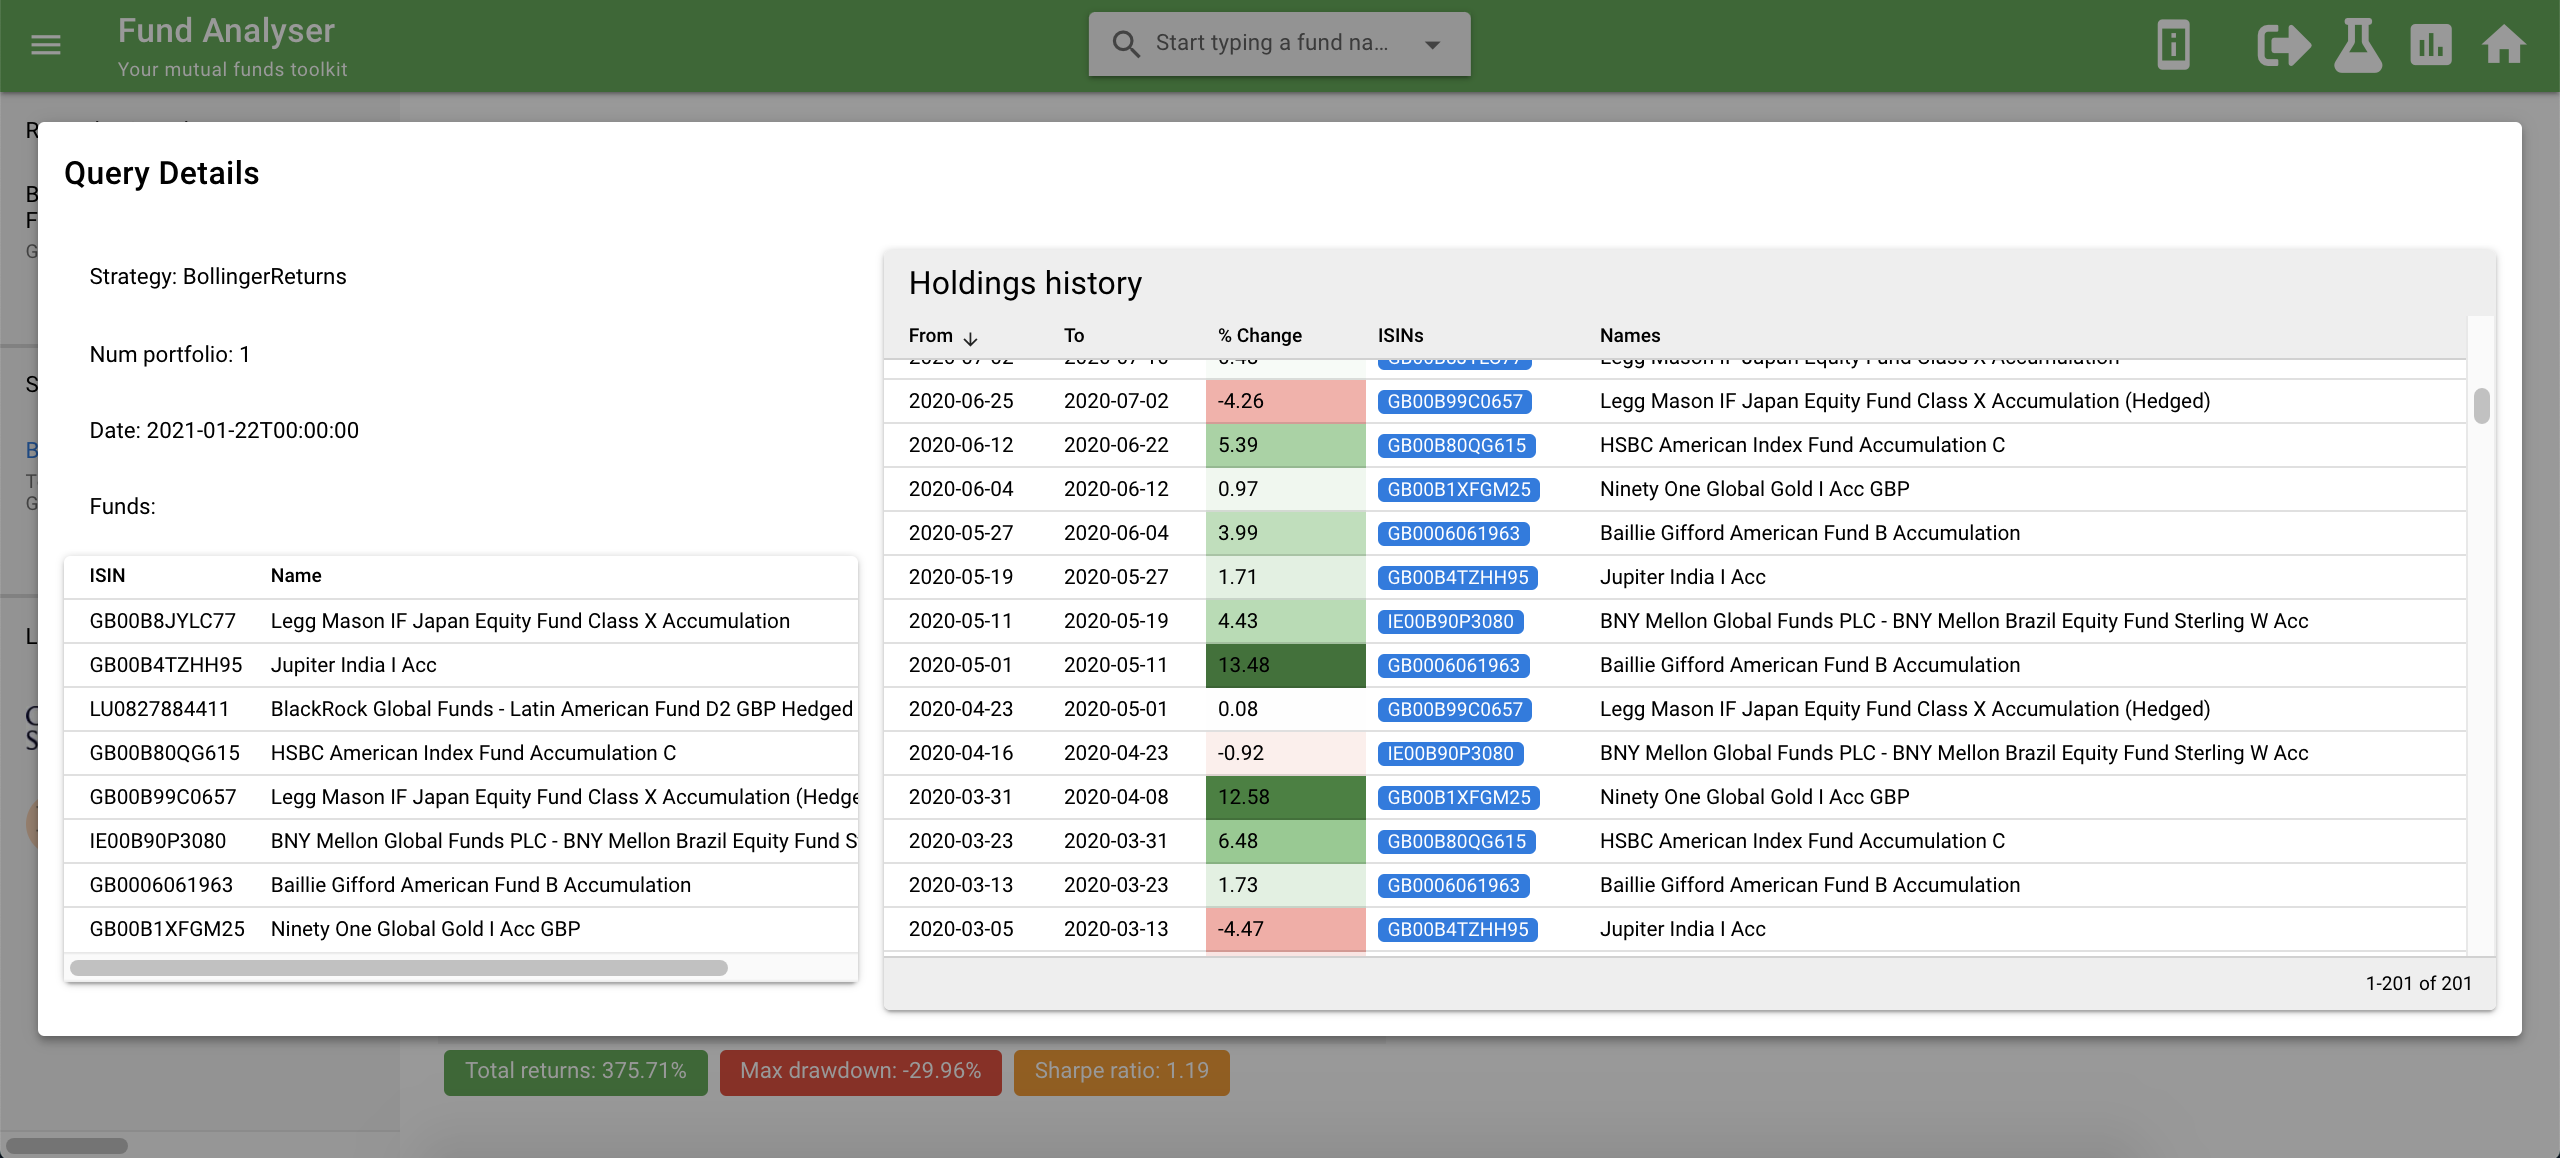 Fund Analyser
Your mutual funds toolkit
Start typing a fund na...
Query Details
Strategy: BollingerReturns
Num portfolio: 1
Date: 2021-01-22T00:00:00
Funds:
ISIN Name
GB00B8JYLC77 Legg Mason IF Japan Equity Fund Class X Accumulation
GB00B4TZHH95 Jupiter India I Acc
LU0827884411 BlackRock Global Funds - Latin American Fund D2 GBP Hedged
GB00B80QG615 HSBC American Index Fund Accumulation C
GB00B99C0657 Legg Mason IF Japan Equity Fund Class X Accumulation (Hedge
IE00B90P3080 BNY Mellon Global Funds PLC - BNY Mellon Brazil Equity Fund S
GB0006061963 Baillie Gifford American Fund B Accumulation
GB00B1XFGM25 Ninety One Global Gold I Acc GBP
Holdings history
From To % Change ISINs Names
Legg Mason IF Japan Equity Fund Class X Accumulation
2020-06-25 2020-07-02 -4.26 GB00B99C0657 Legg Mason IF Japan Equity Fund Class X Accumulation (Hedged)
2020-06-12 2020-06-22 5.39 GB00B80QG615 HSBC American Index Fund Accumulation C
2020-06-04 2020-06-12 0.97 GB00B1XFGM25 Ninety One Global Gold I Acc GBP
2020-05-27 2020-06-04 3.99 GB0006061963 Baillie Gifford American Fund B Accumulation
2020-05-19 2020-05-27 1.71 GB00B4TZHH95 Jupiter India I Acc
2020-05-11 2020-05-19 4.43 IE00B90P3080 BNY Mellon Global Funds PLC - BNY Mellon Brazil Equity Fund Sterling W Acc
2020-05-01 2020-05-11 13.48 GB0006061963 Baillie Gifford American Fund B Accumulation
2020-04-23 2020-05-01 0.08 GB00B99C0657 Legg Mason IF Japan Equity Fund Class X Accumulation (Hedged)
2020-04-16 2020-04-23 -0.92 IE00B90P3080 BNY Mellon Global Funds PLC - BNY Mellon Brazil Equity Fund Sterling W Acc
2020-03-31 2020-04-08 12.58 GB00B1XFGM25 Ninety One Global Gold I Acc GBP
2020-03-23 2020-03-31 6.48 GB00B80QG615 HSBC American Index Fund Accumulation C
2020-03-13 2020-03-23 1.73 GB0006061963 Baillie Gifford American Fund B Accumulation
2020-03-05 2020-03-13 -4.47 GB00B4TZHH95 Jupiter India I Acc
1-201 of 201
Total returns: 375.71% Max drawdown: -29.96% Sharpe ratio: 1.19